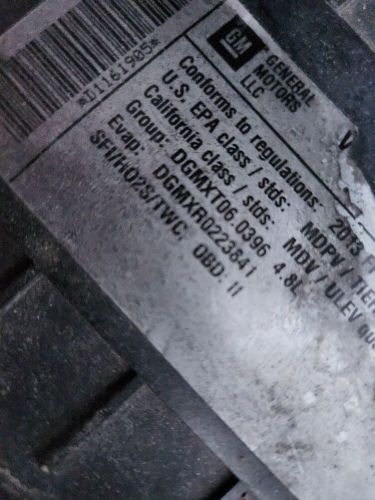 *L1161905*
GM
GENERAL
MOTORS
LLC
Conforms to regulations: 2013
U.S. EPA class / stds: MDPV / TIER
California class / stds: MDV / ULEV
Group: DGMXT06.0396 4.8L
Evap: DGMXR0223841
SFI/HO2S/TWC, OBD II